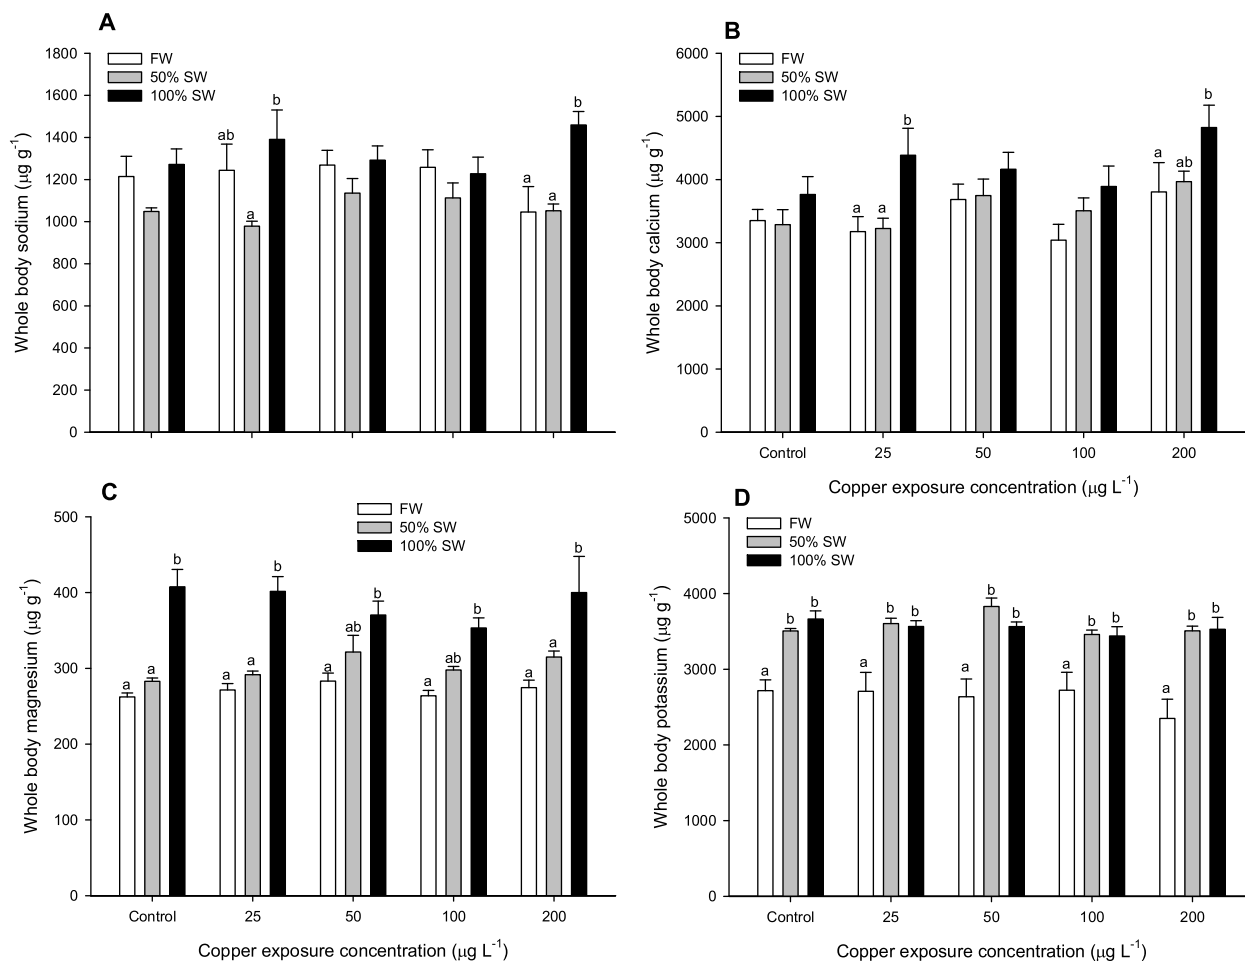 A
FW
50% SW
100% SW
Whole body sodium (µg g-1)
1800
1600
1400
1200
1000
800
600
400
200
0
ab
a
b
a
a
b
B
FW
50% SW
100% SW
Whole body calcium (µg g-1)
6000
5000
4000
3000
2000
1000
0
a
a
b
a
ab
b
Control
25
50
100
200
Copper exposure concentration (µg L-1)
C
FW
50% SW
100% SW
Whole body magnesium (µg g-1)
500
400
300
200
100
0
a
a
b
a
a
b
a
ab
b
a
ab
b
a
a
b
Control
25
50
100
200
Copper exposure concentration (µg L-1)
D
FW
50% SW
100% SW
Whole body potassium (µg g-1)
5000
4000
3000
2000
1000
0
a
b
b
a
b
b
a
b
b
a
b
b
a
b
b
Control
25
50
100
200
Copper exposure concentration (µg L-1)